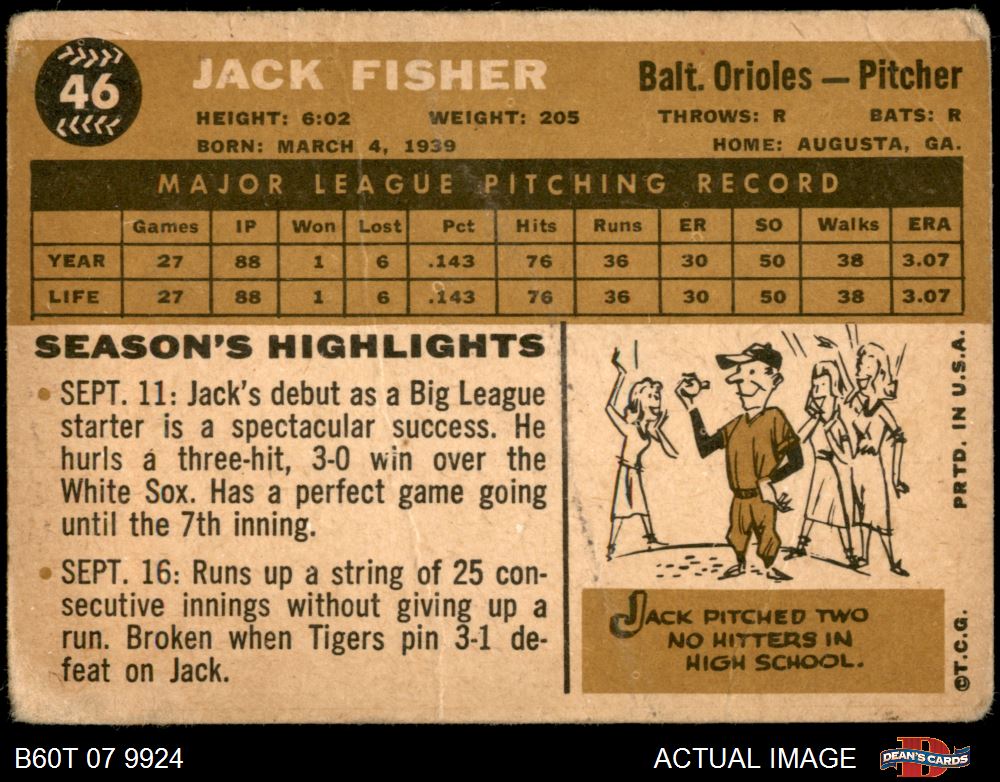 46
JACK FISHER
Balt. Orioles — Pitcher
HEIGHT: 6:02 WEIGHT: 205 THROWS: R BATS: R
BORN: MARCH 4, 1939 HOME: AUGUSTA, GA.
MAJOR LEAGUE PITCHING RECORD
Games IP Won Lost Pct Hits Runs ER SO Walks ERA
YEAR 27 88 1 6 .143 76 36 30 50 38 3.07
LIFE 27 88 1 6 .143 76 36 30 50 38 3.07
SEASON'S HIGHLIGHTS
• SEPT. 11: Jack's debut as a Big League
starter is a spectacular success. He
hurls a three-hit, 3-0 win over the
White Sox. Has a perfect game going
until the 7th inning.
• SEPT. 16: Runs up a string of 25 con-
secutive innings without giving up a
run. Broken when Tigers pin 3-1 de-
feat on Jack.
JACK PITCHED TWO
NO HITTERS IN
HIGH SCHOOL.
PRTD. IN U.S.A.
©T.C.G.
B60T 07 9924
ACTUAL IMAGE
DEAN'S CARDS